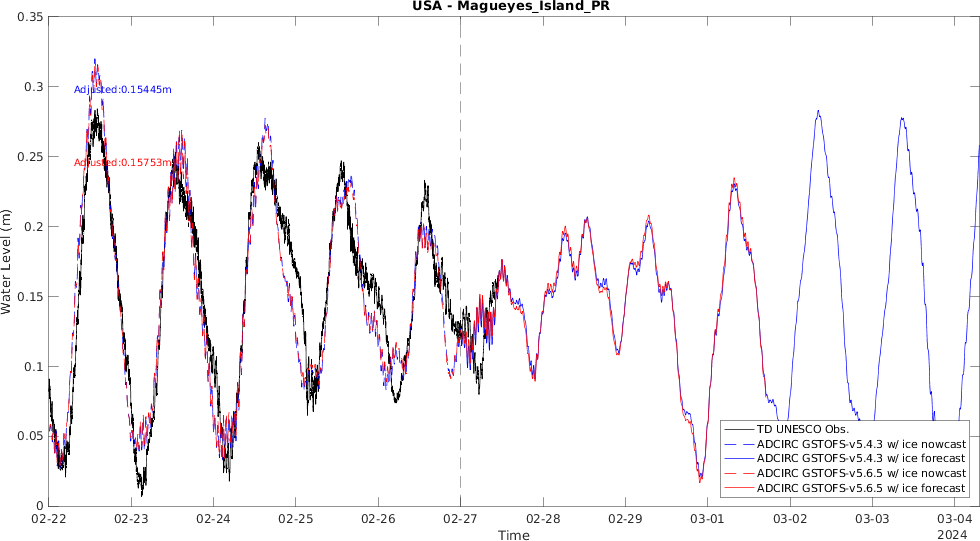 USA - Magueyes_Island_PR
0.35
0.3
0.25
0.2
0.15
0.1
0.05
0
Water Level (m)
Adjusted:0.15445m
Adjusted:0.15753m
TD UNESCO Obs.
ADCIRC GSTOFS-v5.4.3 w/ ice nowcast
ADCIRC GSTOFS-v5.4.3 w/ ice forecast
ADCIRC GSTOFS-v5.6.5 w/ ice nowcast
ADCIRC GSTOFS-v5.6.5 w/ ice forecast
02-22 02-23 02-24 02-25 02-26 02-27 02-28 02-29 03-01 03-02 03-03 03-04
Time
2024